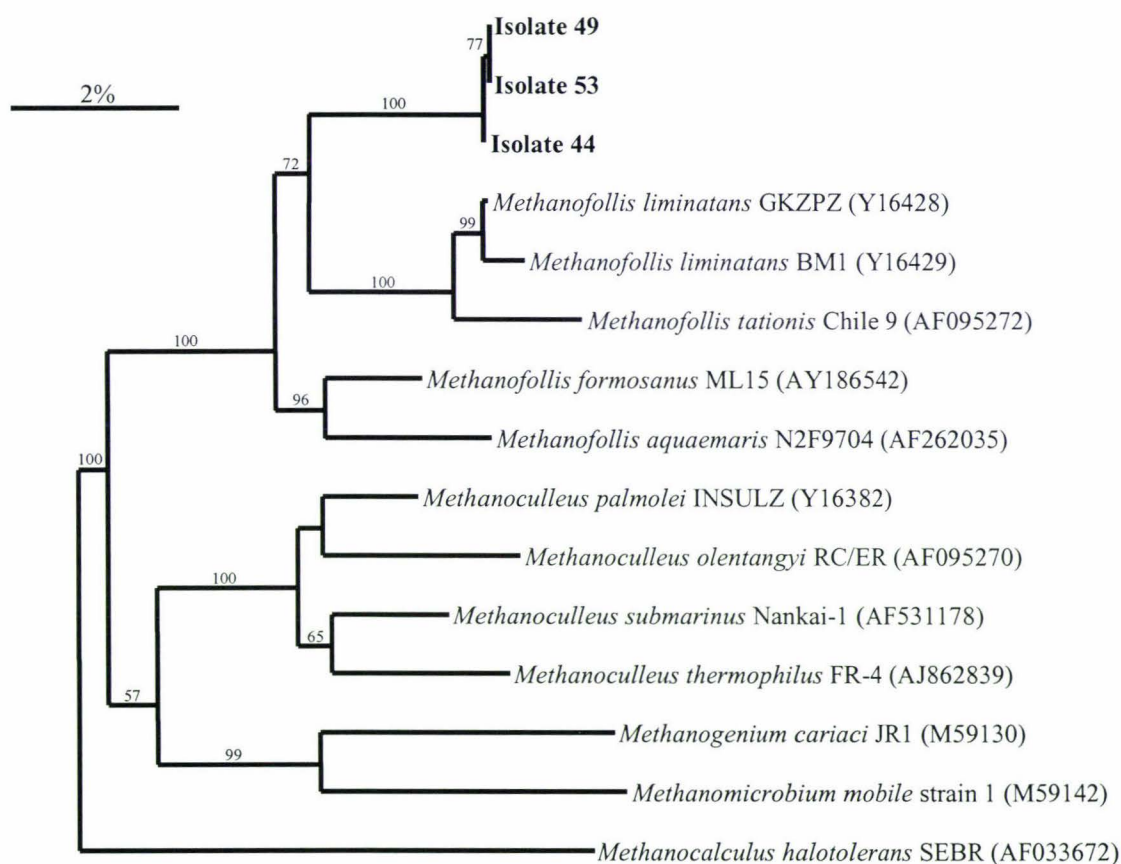 Isolate 49
77
Isolate 53
2%
100
Isolate 44
72
Methanofollis liminatans GKZPZ (Y16428)
99
Methanofollis liminatans BM1 (Y16429)
100
Methanofollis tationis Chile 9 (AF095272)
100
Methanofollis formosanus ML15 (AY186542)
96
Methanofollis aquaemaris N2F9704 (AF262035)
100
Methanoculleus palmolei INSULZ (Y16382)
Methanoculleus olentangyi RC/ER (AF095270)
100
Methanoculleus submarinus Nankai-1 (AF531178)
65
Methanoculleus thermophilus FR-4 (AJ862839)
57
Methanogenium cariaci JR1 (M59130)
99
Methanomicrobium mobile strain 1 (M59142)
Methanocalculus halotolerans SEBR (AF033672)